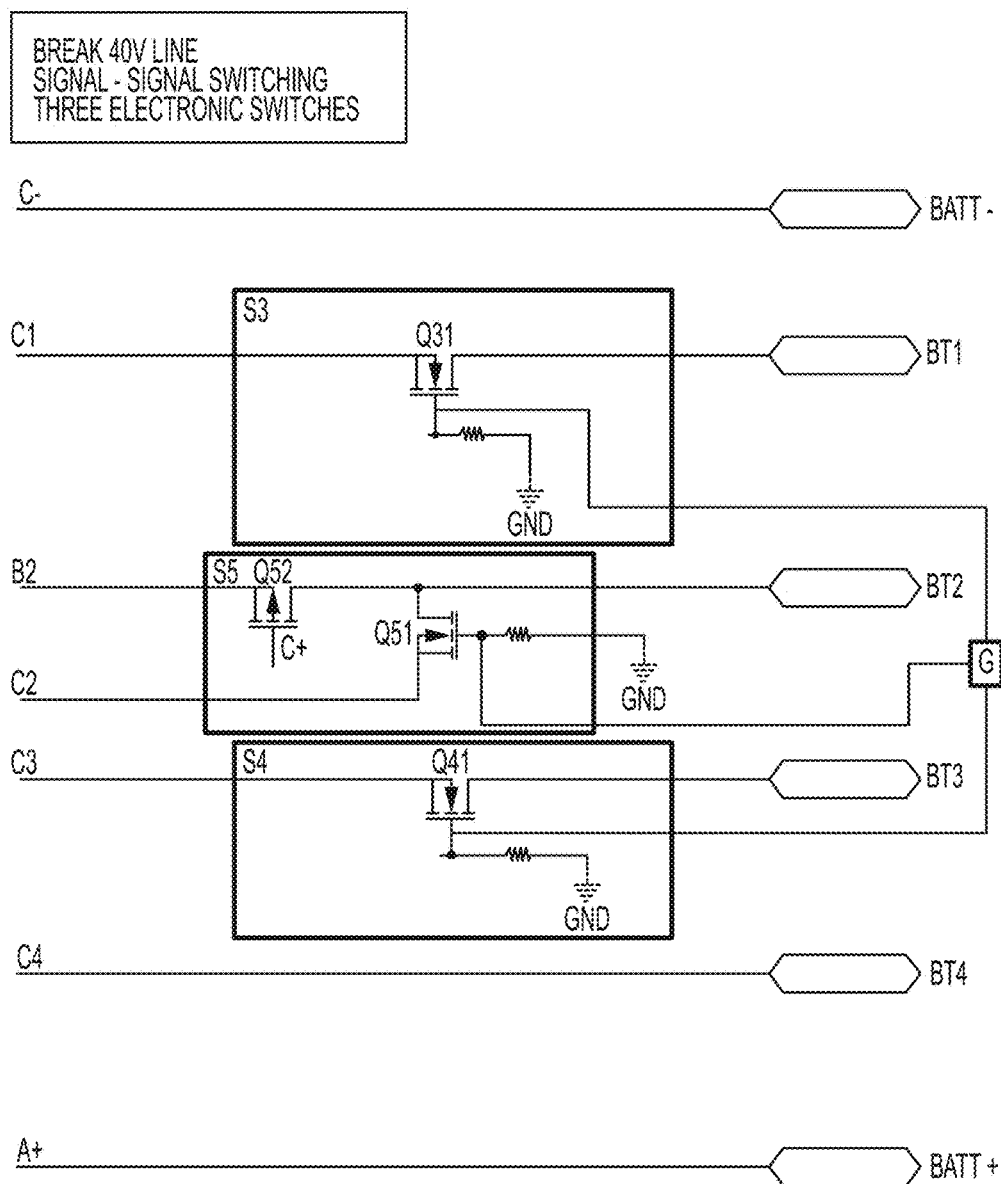 BREAK 40V LINE
SIGNAL - SIGNAL SWITCHING
THREE ELECTRONIC SWITCHES
C-
BATT -
S3
C1
Q31
BT1
GND
B2
S5
Q52
BT2
C+
Q51
GND
G
C2
C3
S4
Q41
BT3
GND
C4
BT4
A+
BATT +